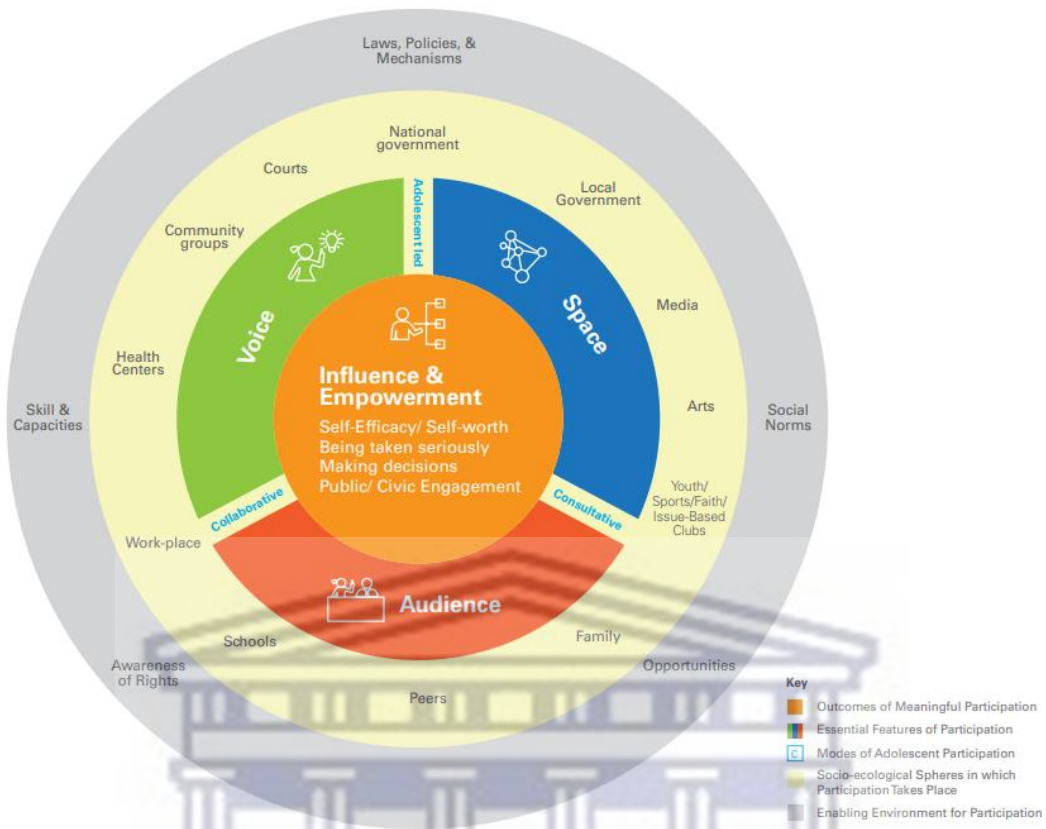 Laws, Policies, &
Mechanisms
National
government
Courts
Local
Government
Community
groups
Adolescent led
Voice
Space
Media
Health
Centers
Influence &
Empowerment
Self-Efficacy/ Self-worth
Being taken seriously
Making decisions
Public/ Civic Engagement
Arts
Skill &
Capacities
Social
Norms
Youth/
Sports/Faith/
Issue-Based
Clubs
Collaborative
Consultative
Work-place
Audience
Schools
Family
Awareness
of Rights
Opportunities
Peers
Key
Outcomes of Meaningful Participation
Essential Features of Participation
C Modes of Adolescent Participation
Socio-ecological Spheres in which
Participation Takes Place
Enabling Environment for Participation